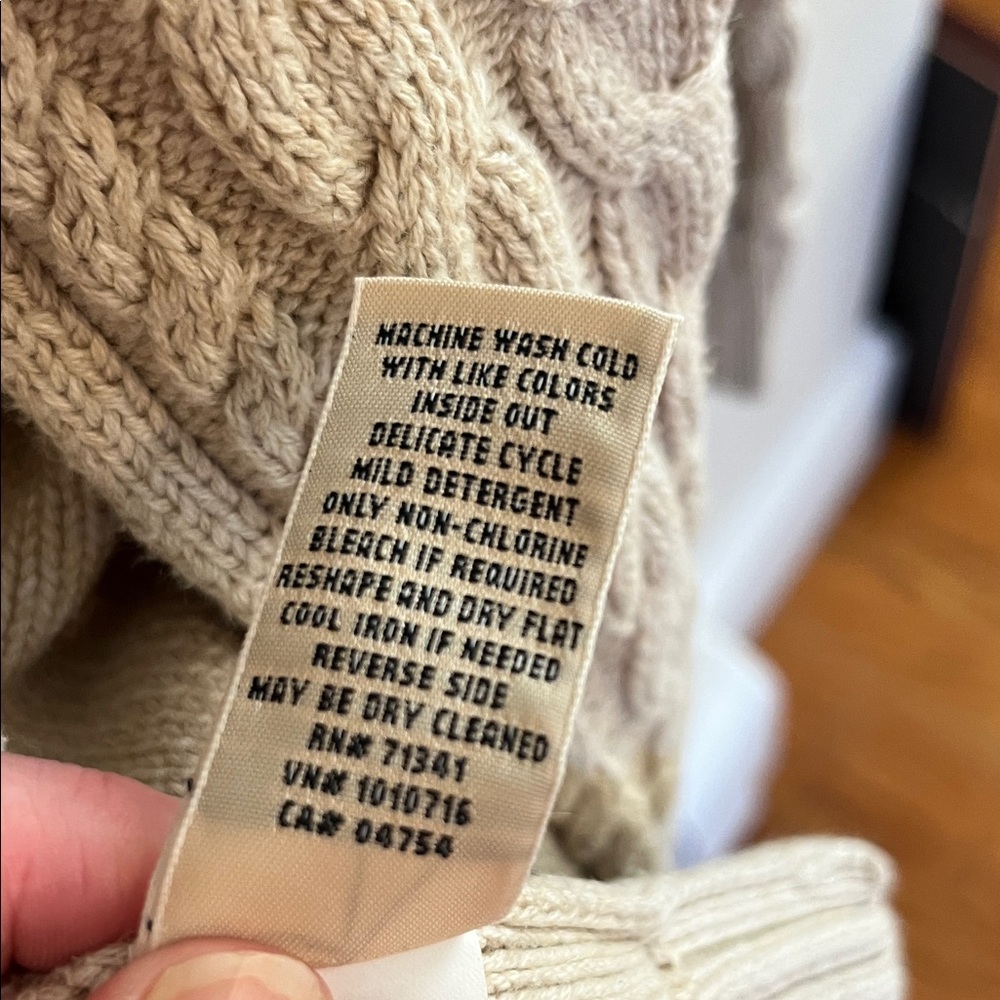 MACHINE WASH COLD
WITH LIKE COLORS
INSIDE OUT
DELICATE CYCLE
MILD DETERGENT
ONLY NON-CHLORINE
BLEACH IF REQUIRED
RESHAPE AND DRY FLAT
COOL IRON IF NEEDED
REVERSE SIDE
MAY BE DRY CLEANED
RN# 71341
VN# 1010716
CA# 04754